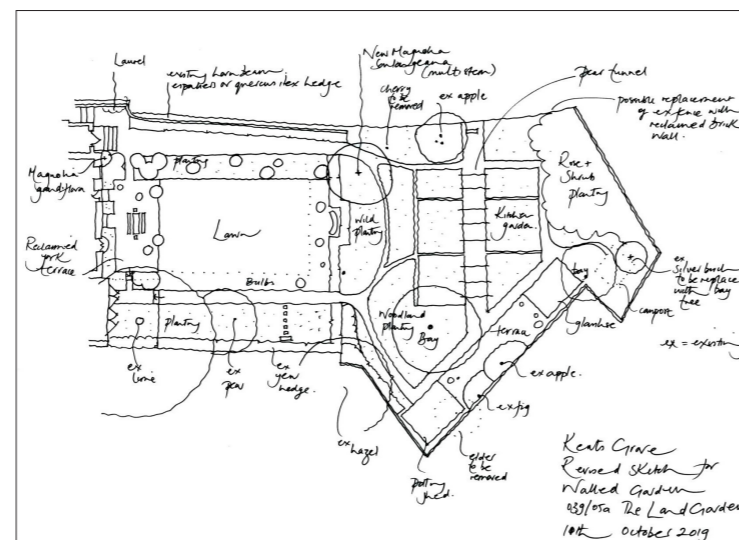 Laurel
existing hornbeam
espaliers or quercus ilex hedge
New Magnolia
Soulangeana
(multi stem)
cherry
to be
removed
ex apple
pear tunnel
possible replacement
of ex fence with
reclaimed brick
wall.
Magnolia
grandiflora
planting
Reclaimed
york
terrace
Lawn
wild
planting
Kitchen
garden
Rose +
Shrub
planting
Bulbs
planting
Woodland
planting
Bay
terrace
bay
glasshouse
carport
ex
silver birch
to be replace
with bay
tree
ex = existing
ex
lime
ex
pear
ex
yew
hedge.
ex
hazel
potting
shed.
elder
to be
removed
ex fig
ex apple.
Keats Grove
Revised Sketch for
Walled Garden
039/05a The Land Garden
10th October 2019